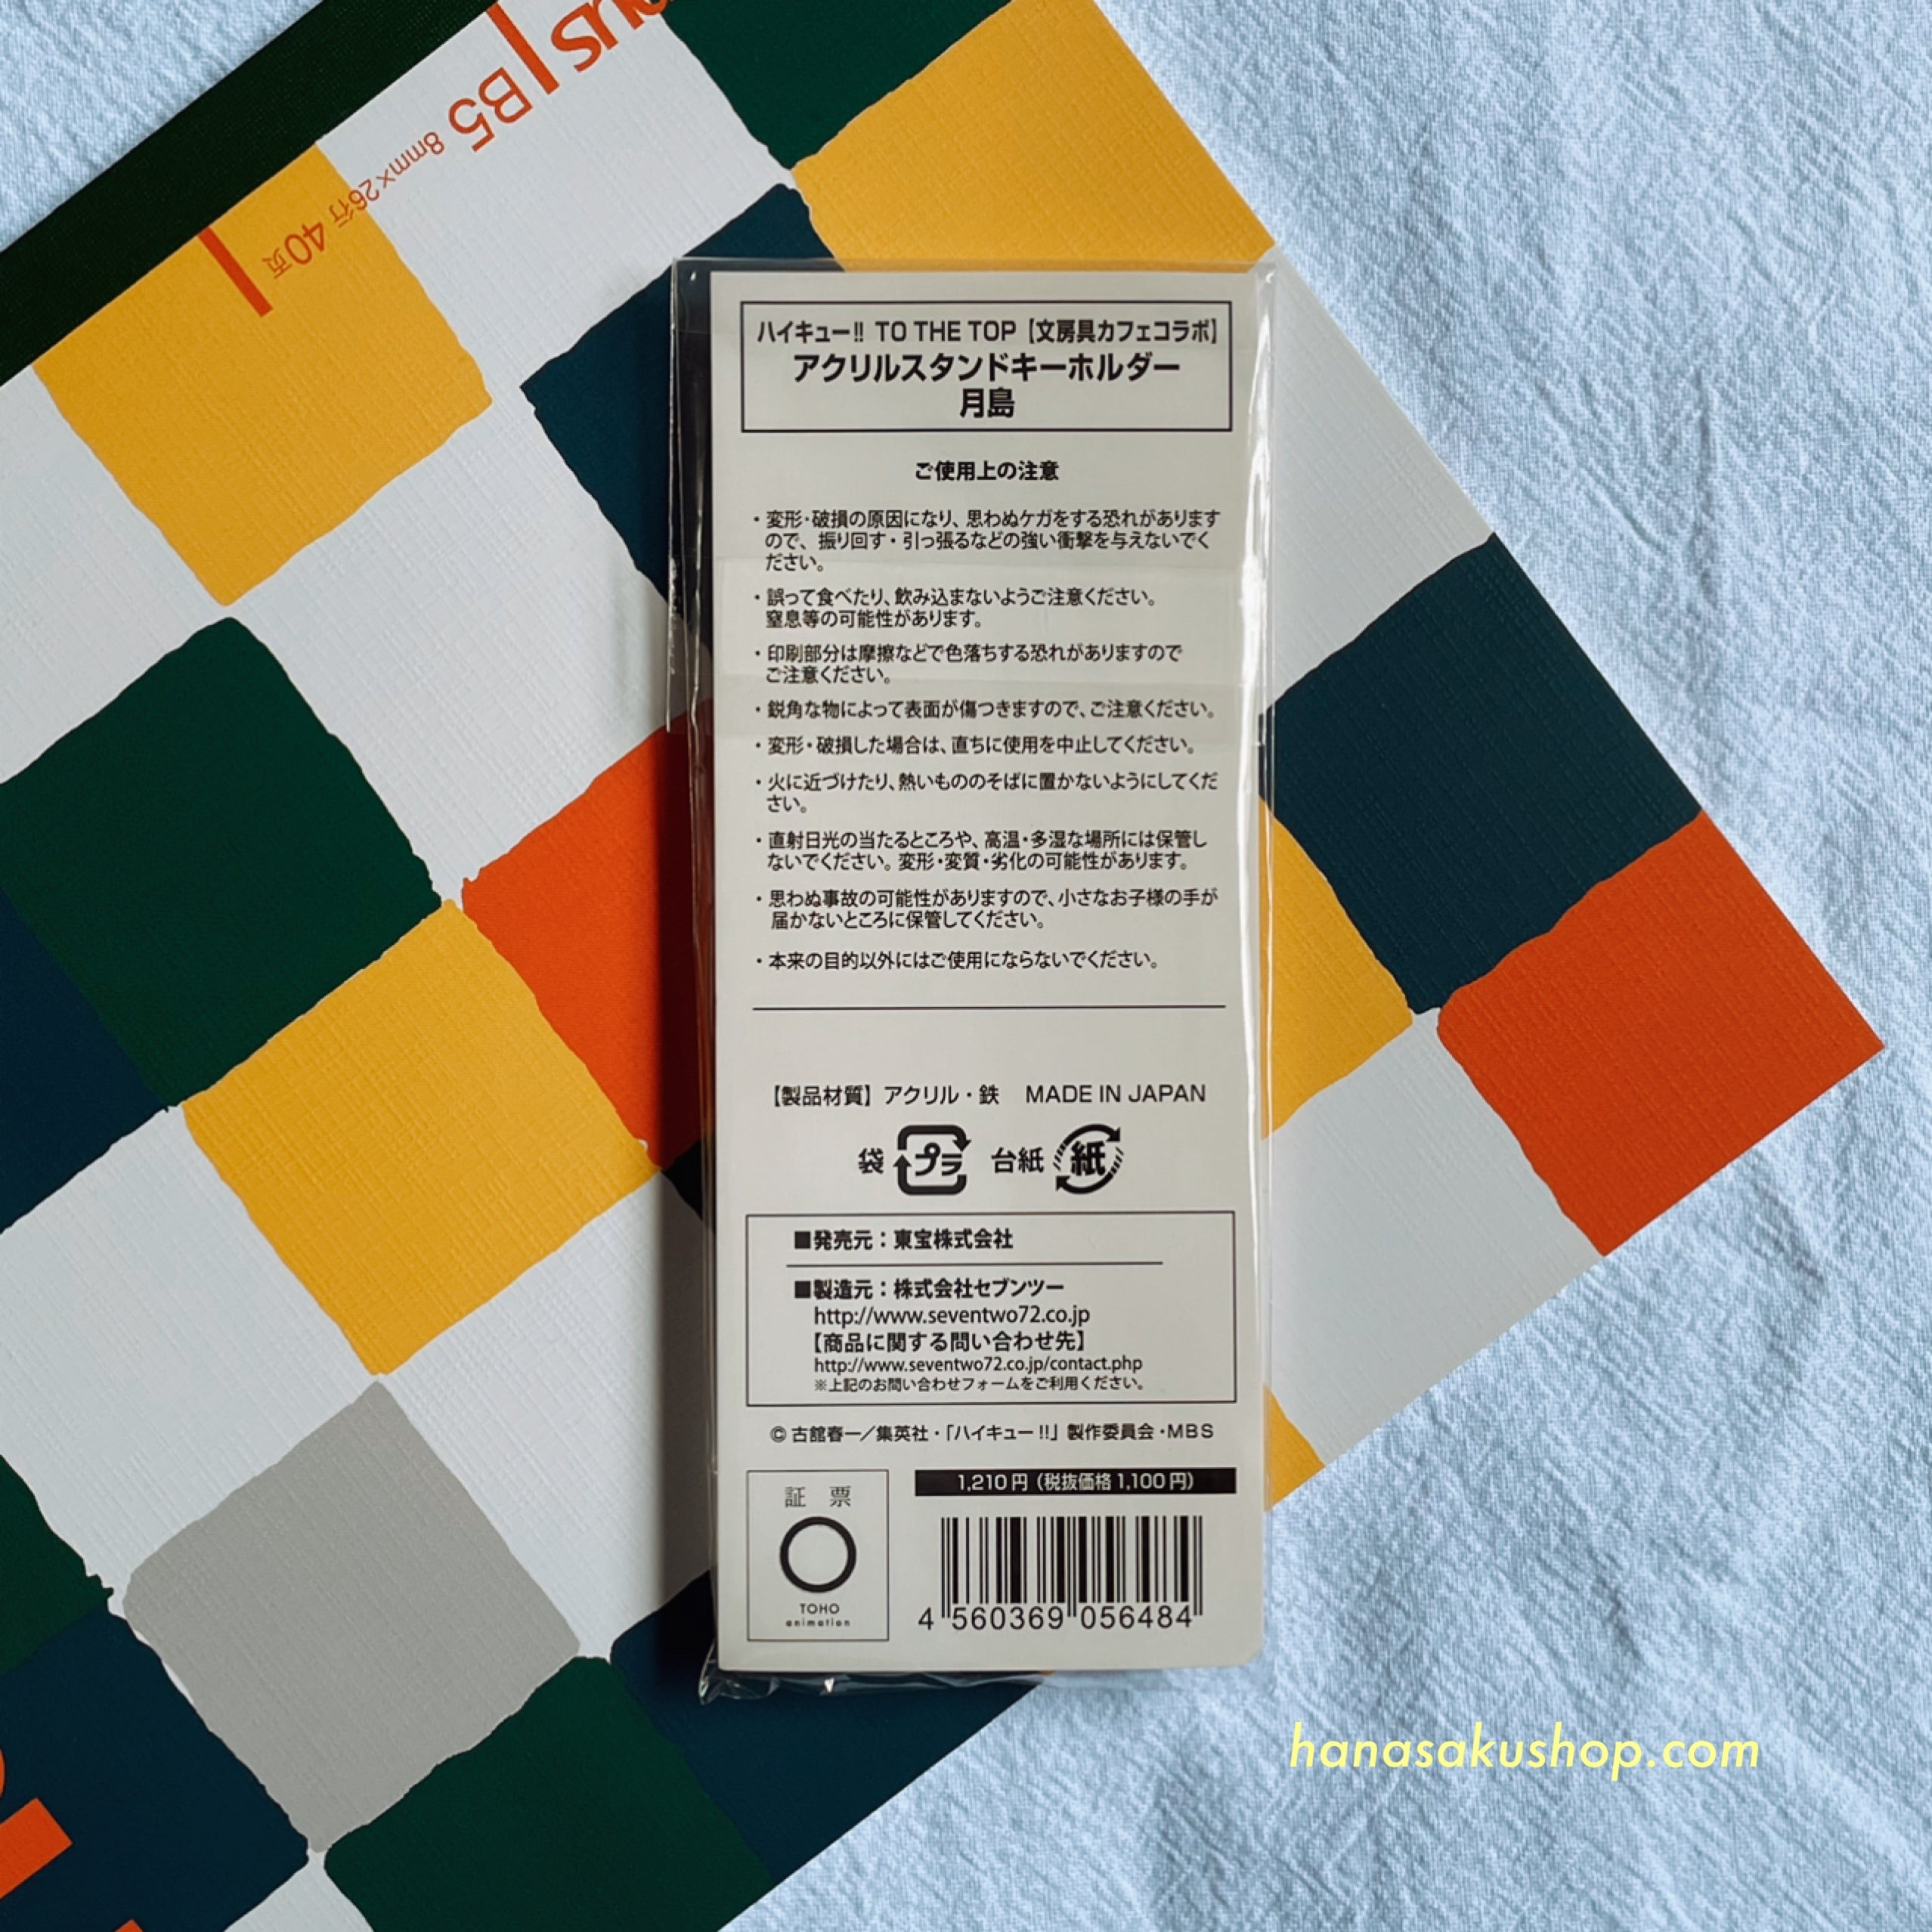 us
B5
8mm×26行 40页
ハイキュー!! TO THE TOP【文房具カフェコラボ】
アクリルスタンドキーホルダー
月島
ご使用上の注意
・変形・破損の原因になり、思わぬケガをする恐れがあります
ので、振り回す・引っ張るなどの強い衝撃を与えないでく
ださい。
・誤って食べたり、飲み込まないようご注意ください。
窒息等の可能性があります。
・印刷部分は摩擦などで色落ちする恐れがありますので
ご注意ください。
・鋭角な物によって表面が傷つきますので、ご注意ください。
・変形・破損した場合は、直ちに使用を中止してください。
・火に近づけたり、熱いもののそばに置かないようにしてくだ
さい。
・直射日光の当たるところや、高温・多湿な場所には保管し
ないでください。変形・変質・劣化の可能性があります。
・思わぬ事故の可能性がありますので、小さなお子様の手が
届かないところに保管してください。
・本来の目的以外にはご使用にならないでください。
【製品材質】アクリル・鉄 MADE IN JAPAN
袋 プラ 台紙 紙
■発売元：東宝株式会社
■製造元：株式会社セブンツー
http://www.seventwo72.co.jp
【商品に関する問い合わせ先】
http://www.seventwo72.co.jp/contact.php
※上記のお問い合わせフォームをご利用ください。
© 古舘春一／集英社・「ハイキュー!!」製作委員会・MBS
証 票
TOHO
animation
1,210円（税抜価格1,100円）
4 560369 056484
hanasakushop.com